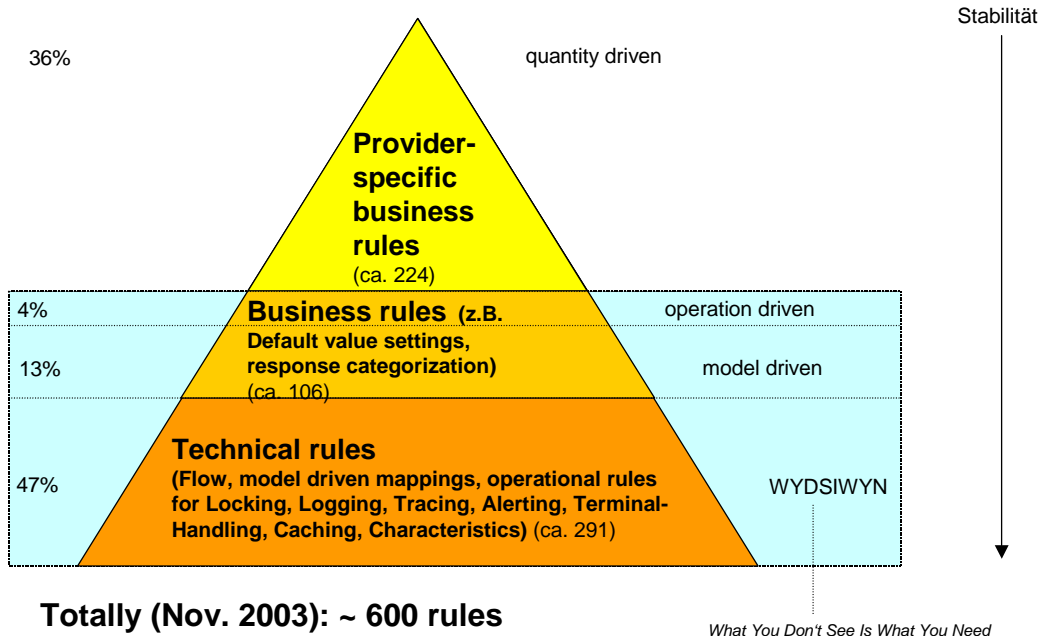 Stabilität
36%
quantity driven
Provider-
specific
business
rules
(ca. 224)
4%
Business rules (z.B.
operation driven
Default value settings,
response categorization)
13%
model driven
(ca. 106)
Technical rules
(Flow, model driven mappings, operational rules
47%
WYDSIWYN
for Locking, Logging, Tracing, Alerting, Terminal-
Handling, Caching, Characteristics) (ca. 291)
Totally (Nov. 2003): ~ 600 rules
What You Don't See Is What You Need